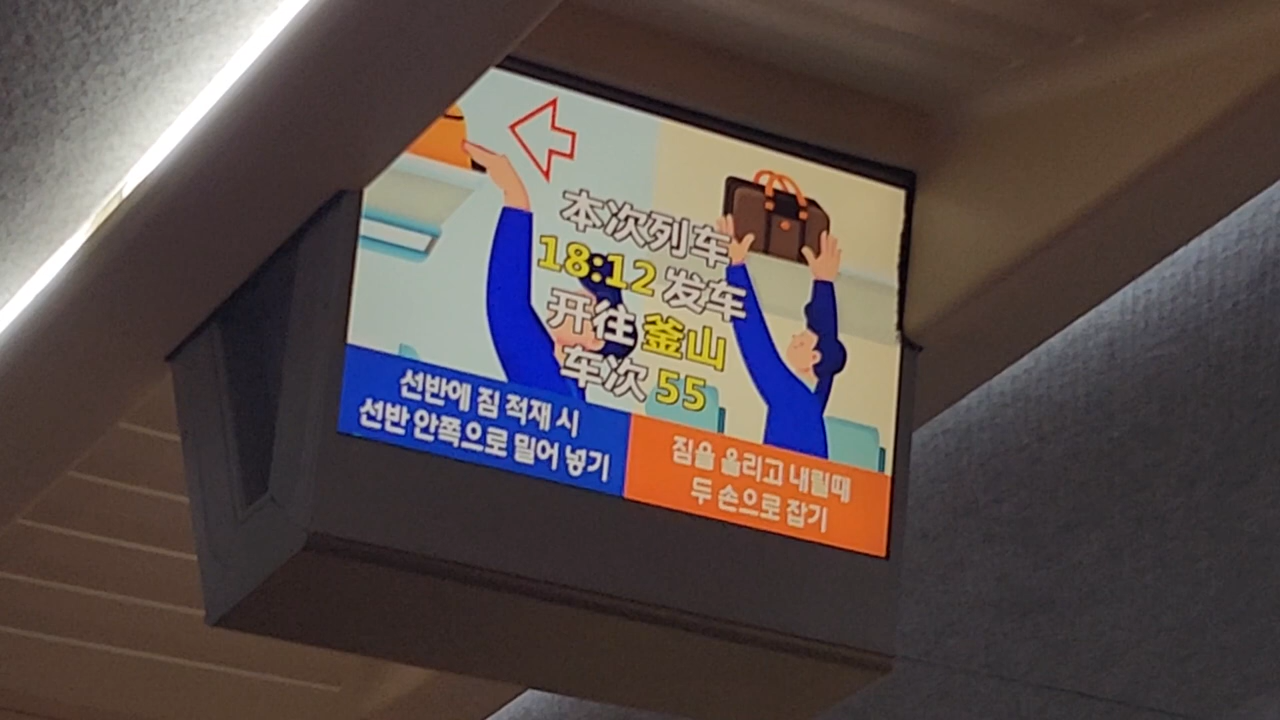 本次列车
18:12 发车
开往 釜山
车次 55
선반에 짐 적재 시
선반 안쪽으로 밀어 넣기
짐을 올리고 내릴때
두 손으로 잡기